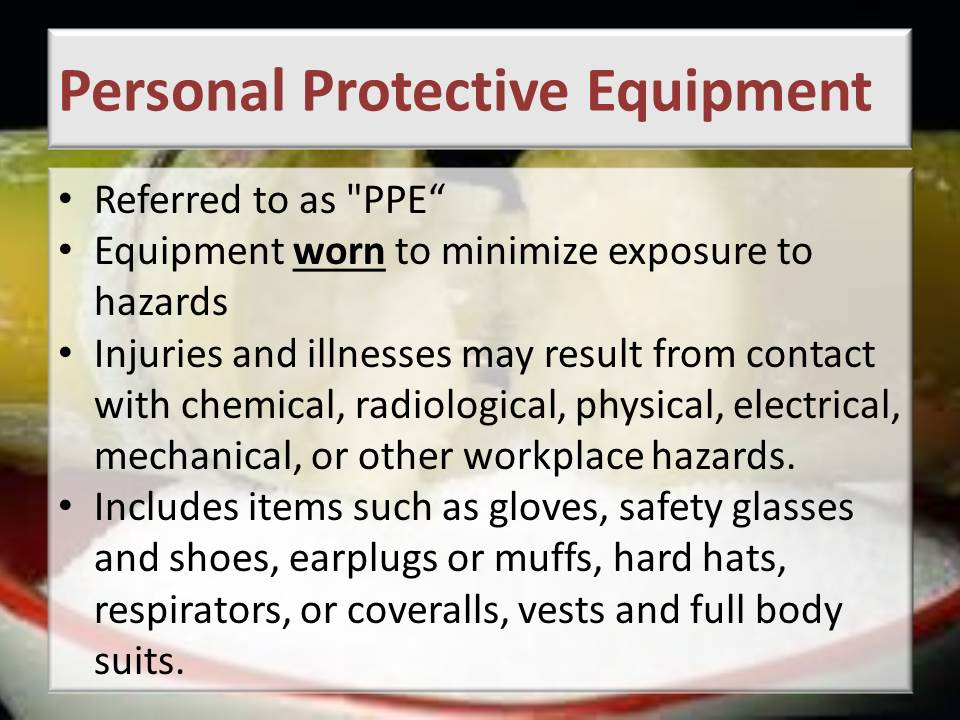 Personal Protective Equipment
• Referred to as "PPE“
• Equipment worn to minimize exposure to
hazards
• Injuries and illnesses may result from contact
with chemical, radiological, physical, electrical,
mechanical, or other workplace hazards.
• Includes items such as gloves, safety glasses
and shoes, earplugs or muffs, hard hats,
respirators, or coveralls, vests and full body
suits.